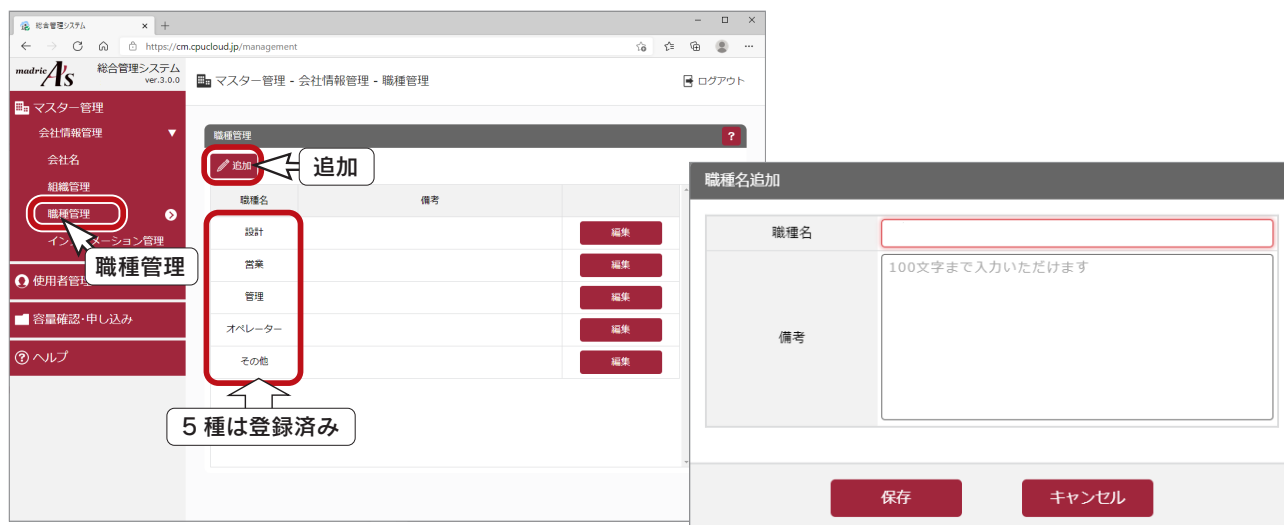 総合管理システム
https://cm.cpucloud.jp/management
madric A's
総合管理システム
ver.3.0.0
マスター管理 - 会社情報管理 - 職種管理
ログアウト
マスター管理
会社情報管理 ▼
会社名
組織管理
職種管理
メーション管理
職種管理
使用者管理
容量確認・申し込み
? ヘルプ
職種管理
?
追加
追加
職種名 備考
設計 編集
営業 編集
管理 編集
オペレーター 編集
その他 編集
5種は登録済み
職種名追加
職種名
備考
100文字まで入力いただけます
保存 キャンセル